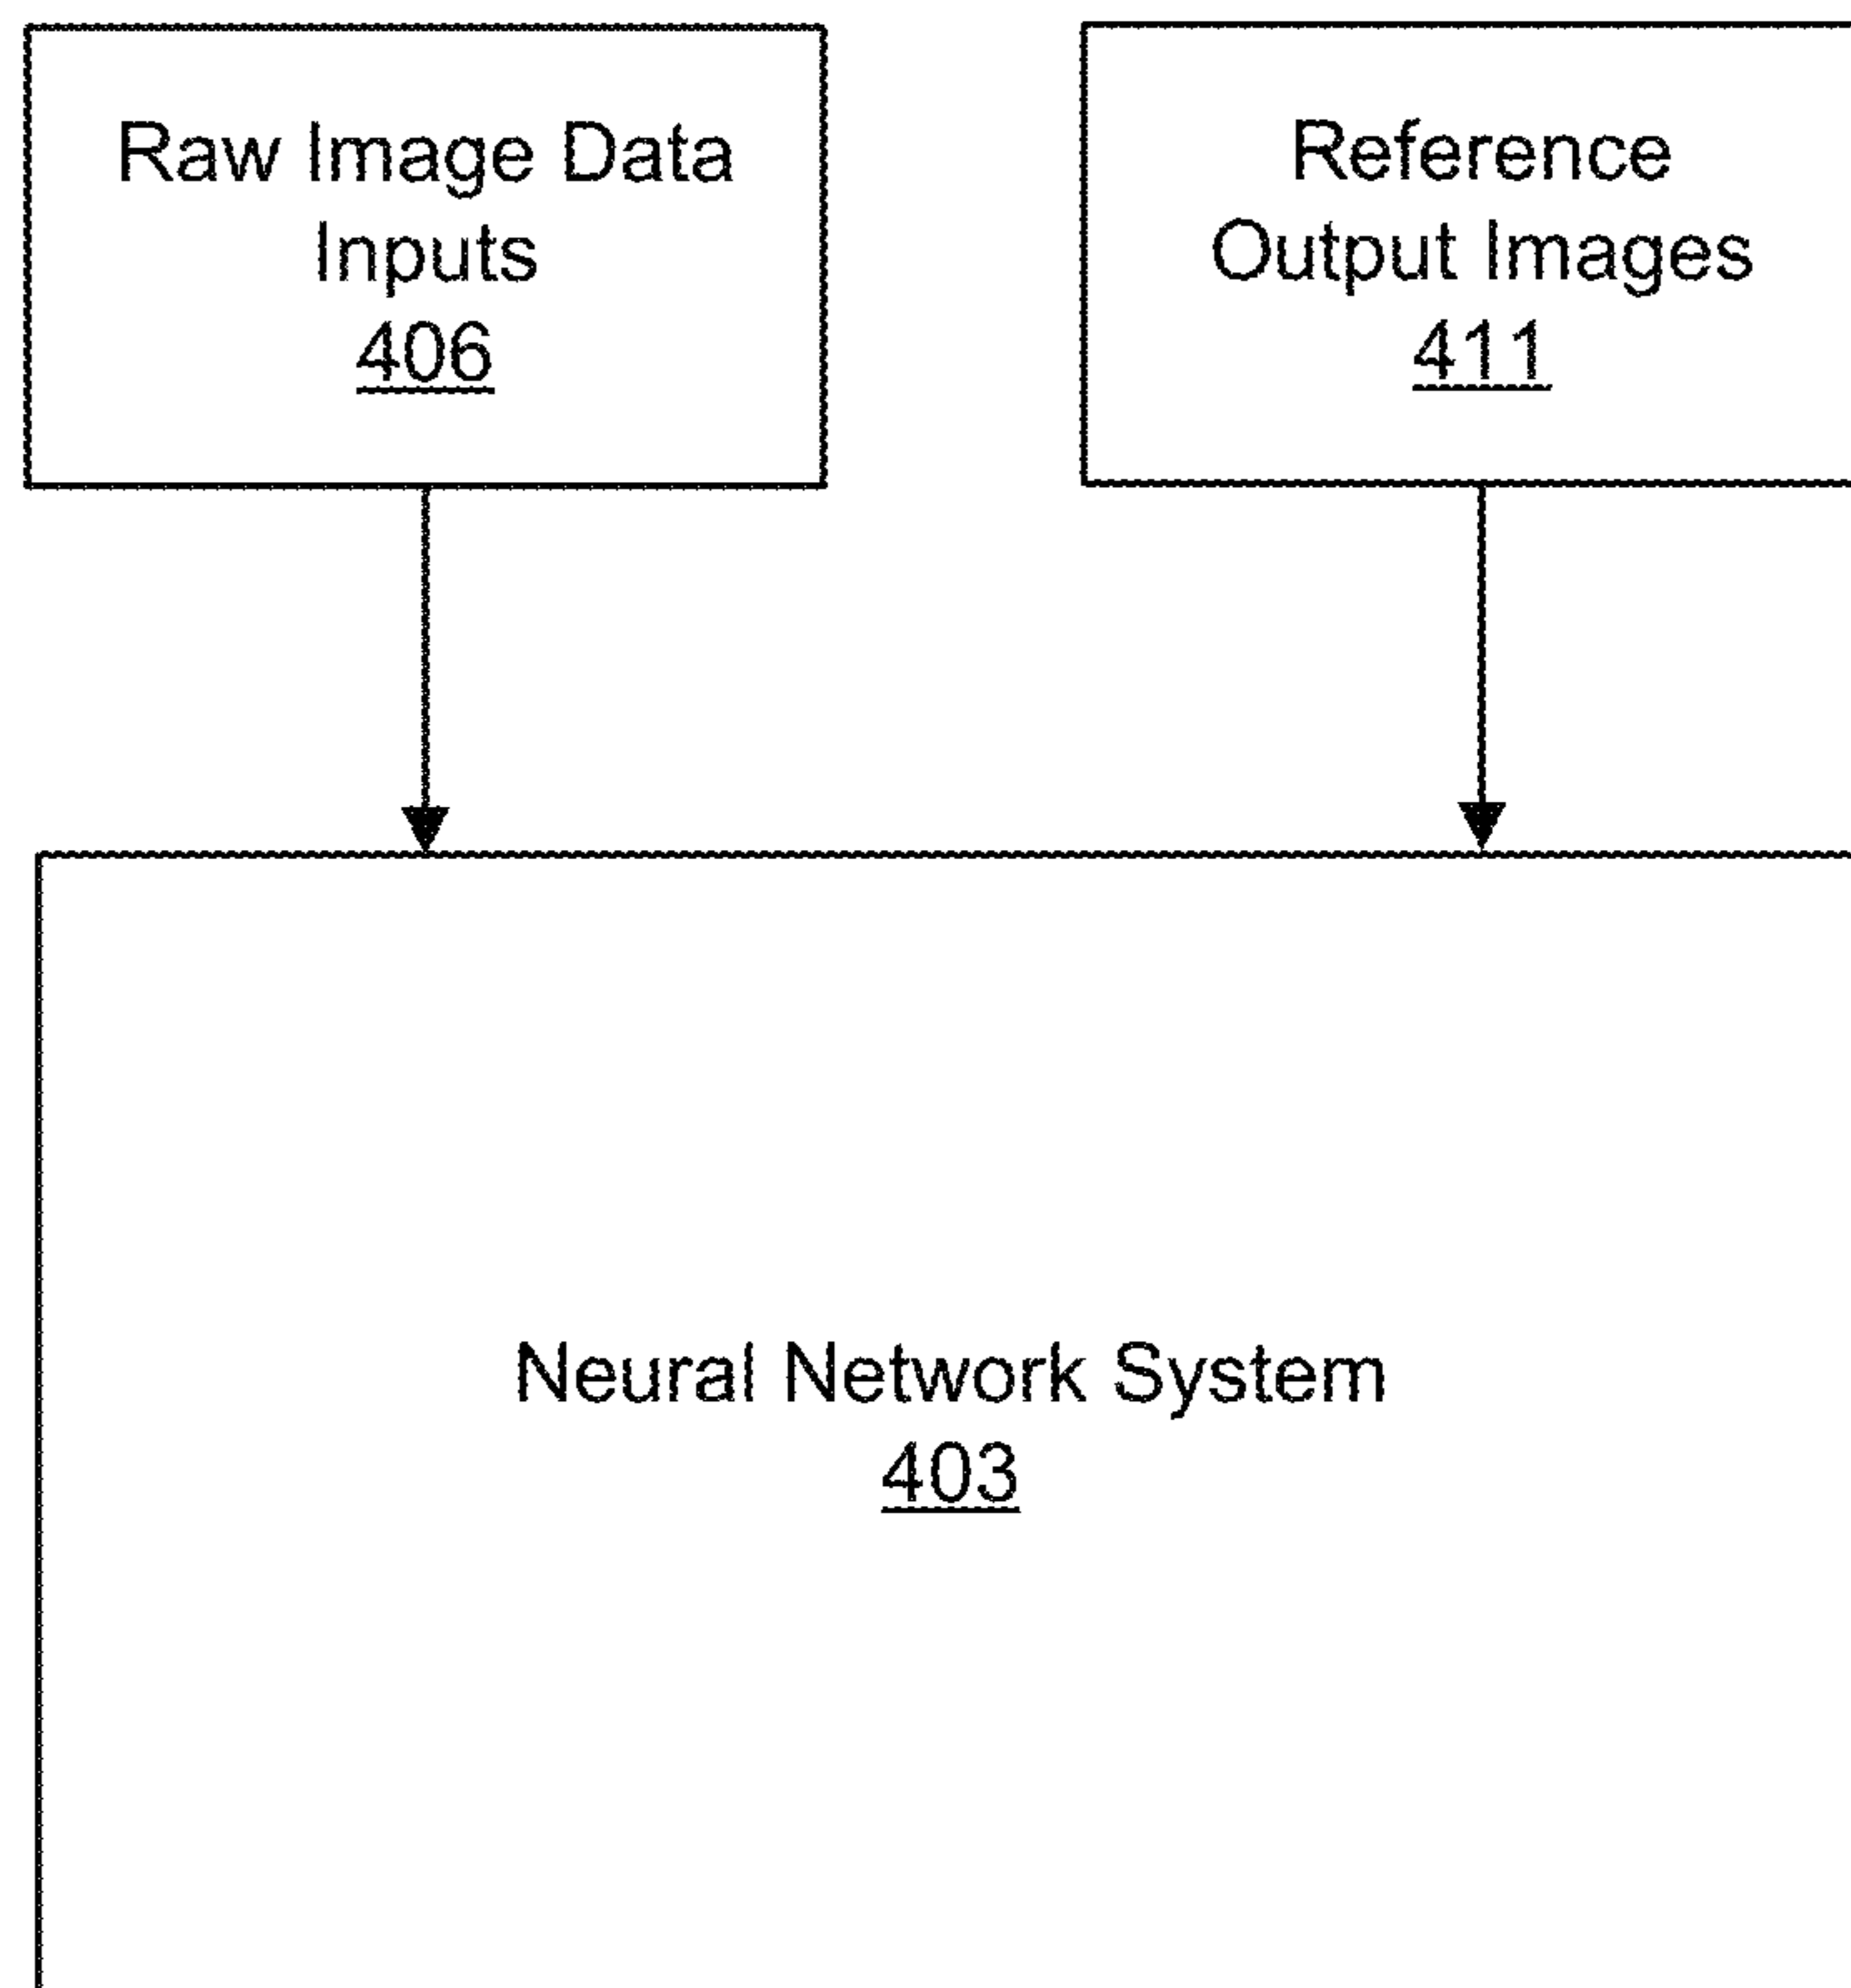 Raw Image Data
Inputs
406
Reference
Output Images
411
Neural Network System
403